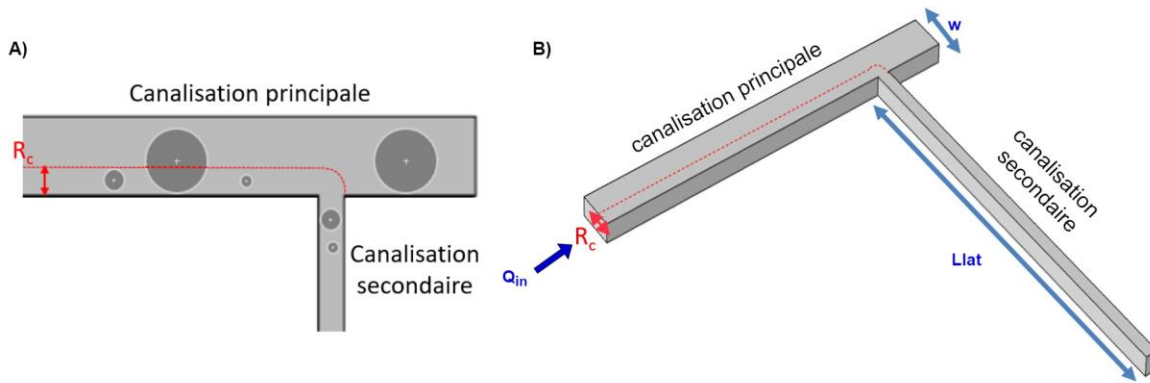 A)
Canalisation principale
Rc
Canalisation
secondaire
B)
w
canalisation principale
canalisation
secondaire
Rc
Qin
Llat